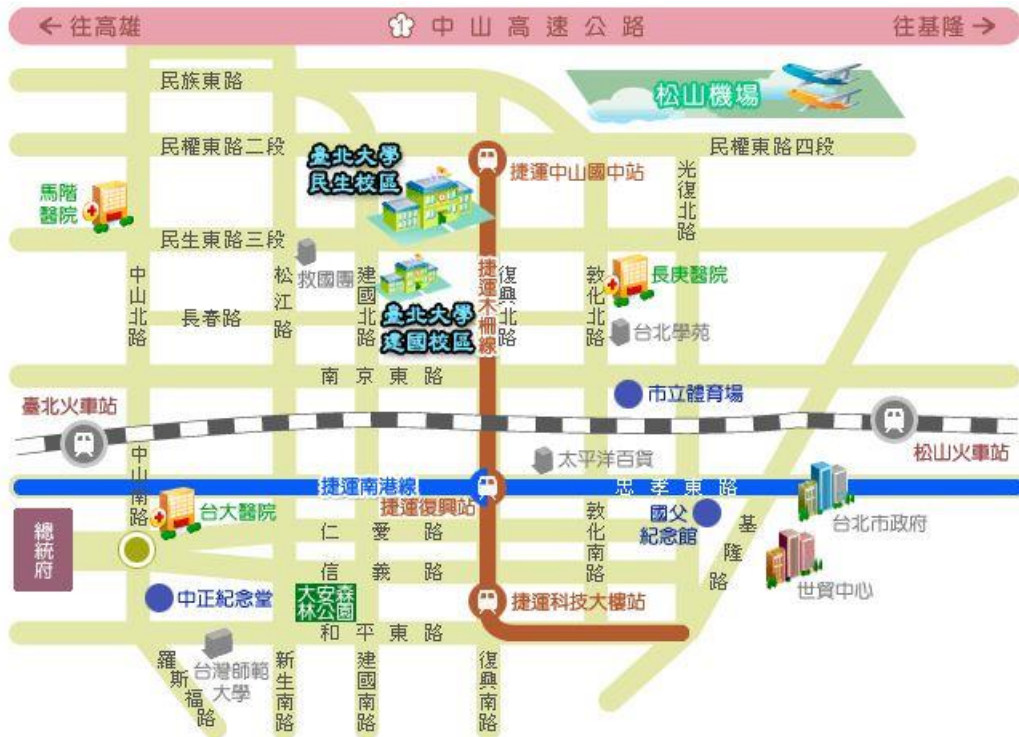 往高雄
1 中山高速公路
往基隆
民族東路
松山機場
民權東路二段
民權東路四段
臺北大學
民生校區
捷運中山國中站
光復北路
馬階
醫院
民生東路三段
救國團
中山北路
松江路
建國北路
捷運木柵線
復興北路
敦化北路
長庚醫院
長春路
臺北大學
建國校區
台北學苑
南京東路
市立體育場
臺北火車站
松山火車站
中山南路
太平洋百貨
捷運南港線
忠孝東路
捷運復興站
台大醫院
國父
紀念館
台北市政府
總統府
仁愛路
敦化南路
基隆路
信義路
世貿中心
中正紀念堂
大安森
林公園
捷運科技大樓站
和平東路
羅斯福路
台灣師範
大學
新生南路
建國南路
復興南路